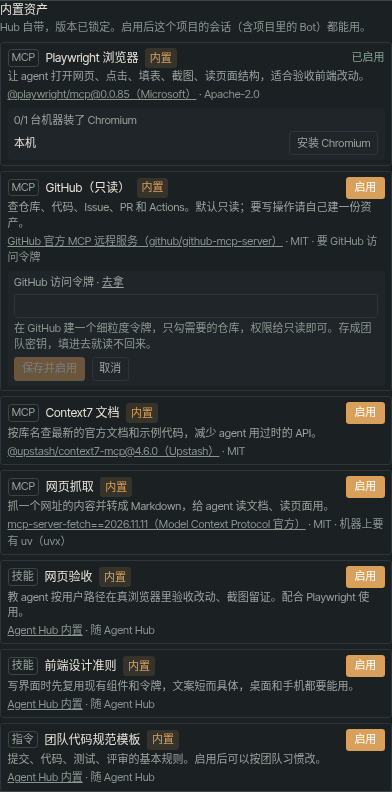 内置资产
Hub 自带，版本已锁定。启用后这个项目的会话（含项目里的 Bot）都能用。
MCP Playwright 浏览器 内置 已启用
让 agent 打开网页、点击、填表、截图、读页面结构，适合验收前端改动。
@playwright/mcp@0.0.85（Microsoft） · Apache-2.0
0/1 台机器装了 Chromium
本机 安装 Chromium
MCP GitHub（只读） 内置 启用
查仓库、代码、Issue、PR 和 Actions。默认只读；要写操作请自己建一份资
产。
GitHub 官方 MCP 远程服务（github/github-mcp-server） · MIT · 要 GitHub 访
问令牌
GitHub 访问令牌 · 去拿
在 GitHub 建一个细粒度令牌，只勾需要的仓库，权限给只读即可。存成团
队密钥，填进去就读不回来。
保存并启用 取消
MCP Context7 文档 内置 启用
按库名查最新的官方文档和示例代码，减少 agent 用过时的 API。
@upstash/context7-mcp@4.6.0（Upstash） · MIT
MCP 网页抓取 内置 启用
抓一个网址的内容并转成 Markdown，给 agent 读文档、读页面用。
mcp-server-fetch==2026.11.11（Model Context Protocol 官方） · MIT · 机器上要
有 uv（uvx）
技能 网页验收 内置 启用
教 agent 按用户路径在真浏览器里验收改动、截图留证。配合 Playwright 使
用。
Agent Hub 内置 · 随 Agent Hub
技能 前端设计准则 内置 启用
写界面时先复用现有组件和令牌，文案短而具体，桌面和手机都要能用。
Agent Hub 内置 · 随 Agent Hub
指令 团队代码规范模板 内置 启用
提交、代码、测试、评审的基本规则。启用后可以按团队习惯改。
Agent Hub 内置 · 随 Agent Hub